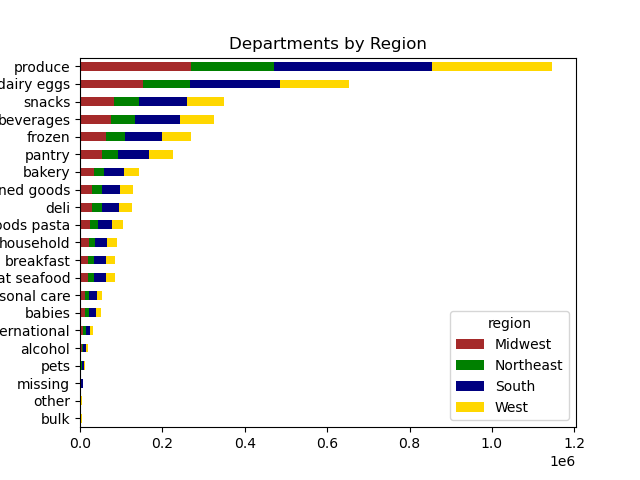 Departments by Region
produce
dairy eggs
snacks
beverages
frozen
pantry
bakery
ned goods
deli
ods pasta
household
breakfast
at seafood
sonal care
babies
ernational
alcohol
pets
missing
other
bulk
region
Midwest
Northeast
South
West
0.0 0.2 0.4 0.6 0.8 1.0 1.2
1e6